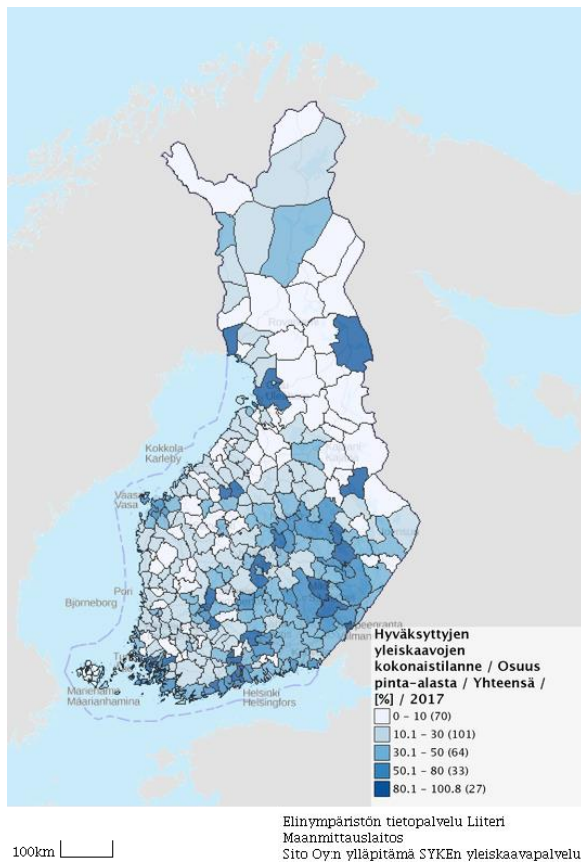 Kokkola
Karleby
Vaasa
Vasa
Pori
Björneborg
Mariehamn
Maarianhamina
Helsinki
Helsingfors
Hyväksyttyjen
yleiskaavojen
kokonaistilanne / Osuus
pinta-alasta / Yhteensä /
[%] / 2017
0 - 10 (70)
10.1 - 30 (101)
30.1 - 50 (64)
50.1 - 80 (33)
80.1 - 100.8 (27)
Elinympäristön tietopalvelu Liiteri
Maanmittauslaitos
100km
Sito Oy:n ylläpitämä SYKEn yleiskaavapalvelu